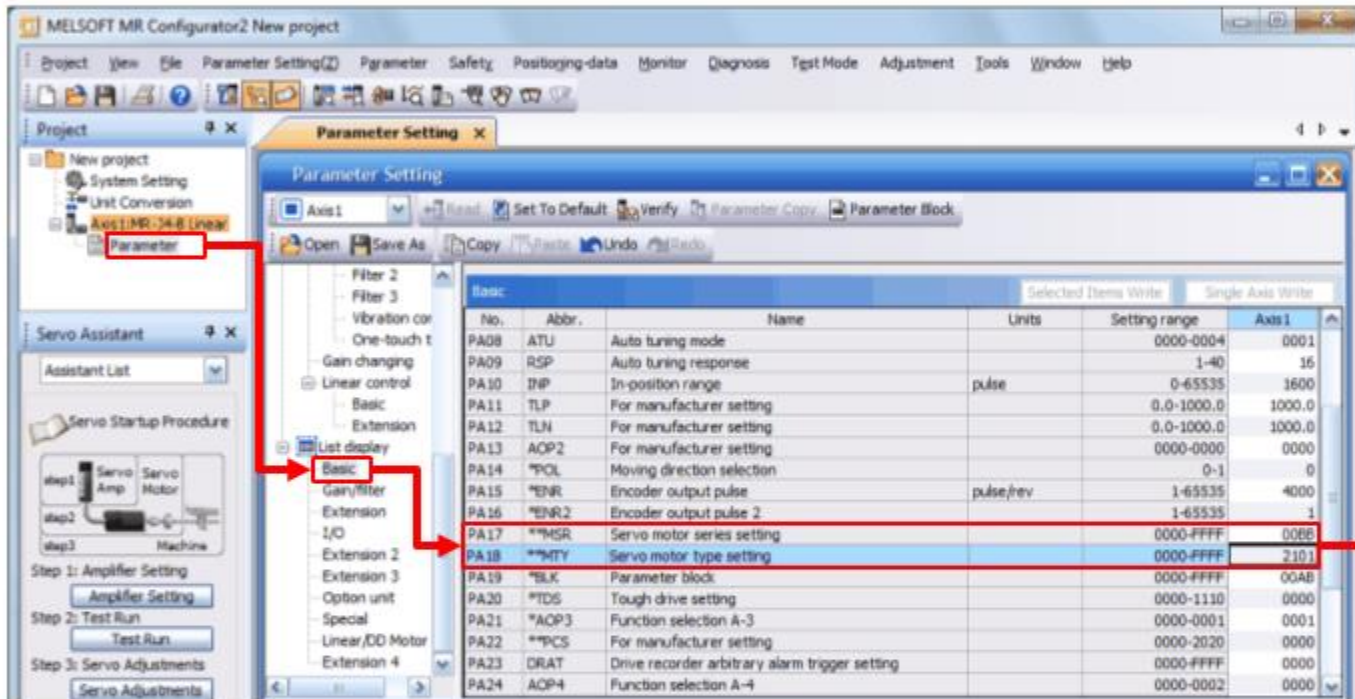 MELSOFT MR Configurator2 New project
Project View File Parameter Setting(Z) Parameter Safety Positioning-data Monitor Diagnosis Test Mode Adjustment Tools Window Help
Project
New project
System Setting
Unit Conversion
Axis1:MR-J4-B Linear
Parameter
Servo Assistant
Assistant List
Servo Startup Procedure
step1 Servo Amp Servo Motor
step2
step3 Machine
Step 1: Amplifier Setting
Amplifier Setting
Step 2: Test Run
Test Run
Step 3: Servo Adjustments
Servo Adjustments
Parameter Setting
Parameter Setting
Axis1 Read Set To Default Verify Parameter Copy Parameter Block
Open Save As Copy Paste Undo Redo
Filter 2
Filter 3
Vibration cor
One-touch t
Gain changing
Linear control
Basic
Extension
List display
Basic
Gain/filter
Extension
I/O
Extension 2
Extension 3
Option unit
Special
Linear/DD Motor
Extension 4
Basic Selected Items Write Single Axis Write
No. Abbr. Name Units Setting range Axis1
PA08 ATU Auto tuning mode 0000-0004 0001
PA09 RSP Auto tuning response 1-40 16
PA10 INP In-position range pulse 0-65535 1600
PA11 TLP For manufacturer setting 0.0-1000.0 1000.0
PA12 TLN For manufacturer setting 0.0-1000.0 1000.0
PA13 AOP2 For manufacturer setting 0000-0000 0000
PA14 *POL Moving direction selection 0-1 0
PA15 *ENR Encoder output pulse pulse/rev 1-65535 4000
PA16 *ENR2 Encoder output pulse 2 1-65535 1
PA17 **MSR Servo motor series setting 0000-FFFF 00BB
PA18 **MTY Servo motor type setting 0000-FFFF 2101
PA19 *BLK Parameter block 0000-FFFF 00AB
PA20 *TDS Tough drive setting 0000-1110 0000
PA21 *AOP3 Function selection A-3 0000-0001 0001
PA22 **PCS For manufacturer setting 0000-2020 0000
PA23 DRAT Drive recorder arbitrary alarm trigger setting 0000-FFFF 0000
PA24 AOP4 Function selection A-4 0000-0002 0000